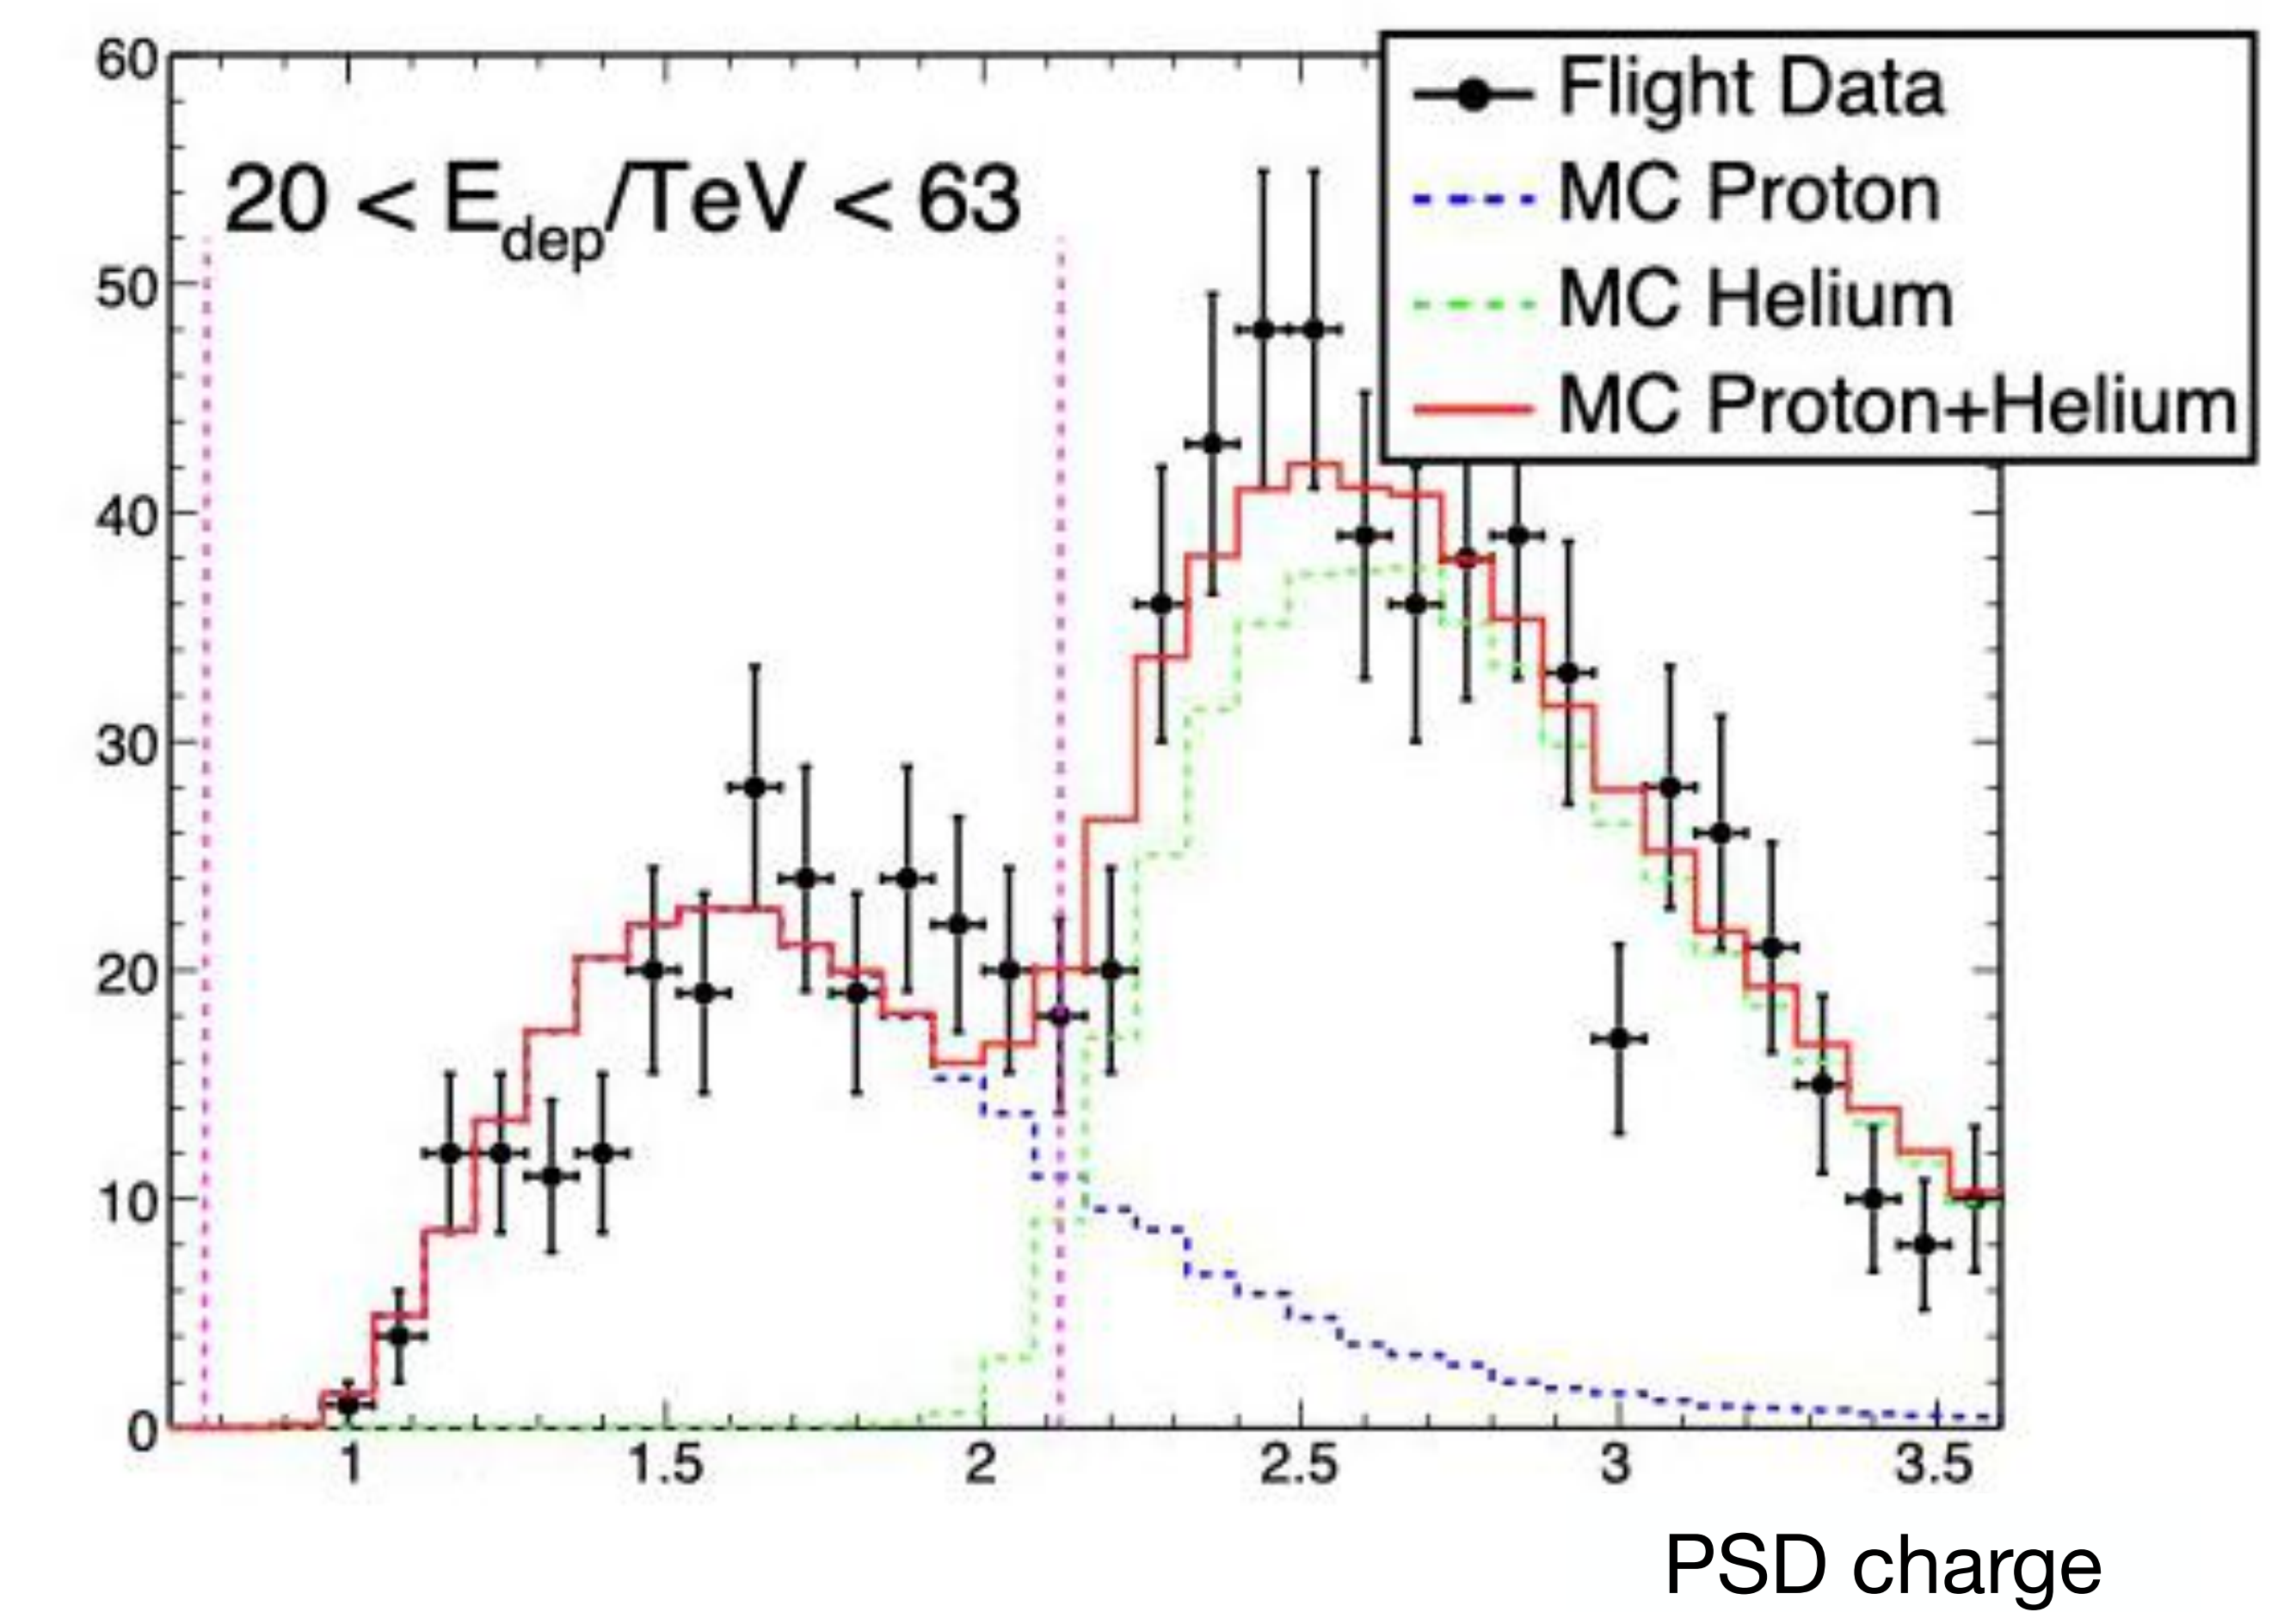 60
50
40
30
20
10
0
20 < E_dep/TeV < 63
Flight Data
MC Proton
MC Helium
MC Proton+Helium
1 1.5 2 2.5 3 3.5
PSD charge